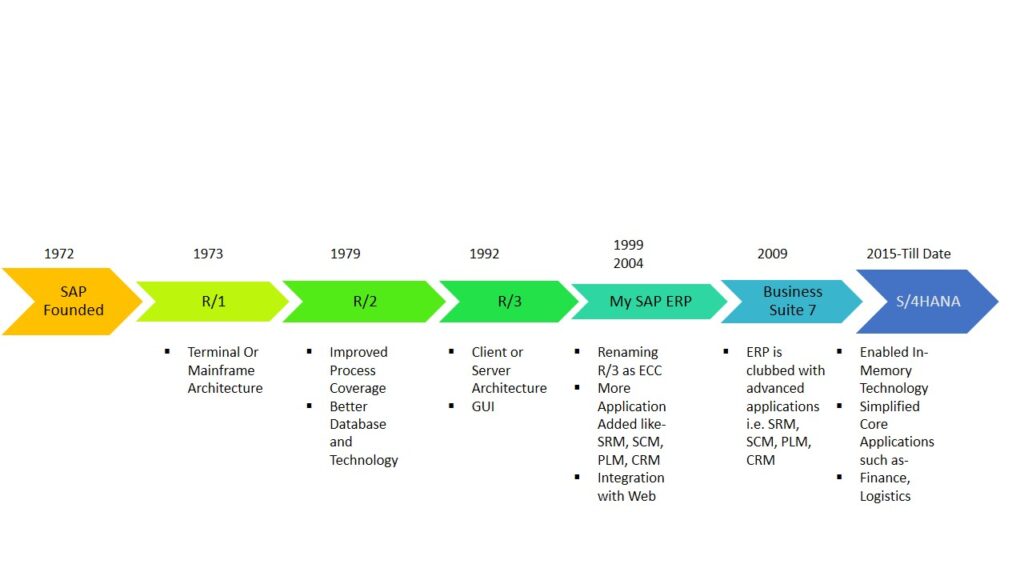 1972
SAP
Founded
1973
R/1
▪ Terminal Or
Mainframe
Architecture
1979
R/2
▪ Improved
Process
Coverage
▪ Better
Database
and
Technology
1992
R/3
▪ Client or
Server
Architecture
▪ GUI
1999
2004
My SAP ERP
▪ Renaming
R/3 as ECC
▪ More
Application
Added like-
SRM, SCM,
PLM, CRM
▪ Integration
with Web
2009
Business
Suite 7
▪ ERP is
clubbed with
advanced
applications
i.e. SRM,
SCM, PLM,
CRM
2015-Till Date
S/4HANA
▪ Enabled In-
Memory
Technology
▪ Simplified
Core
Applications
such as-
▪ Finance,
Logistics